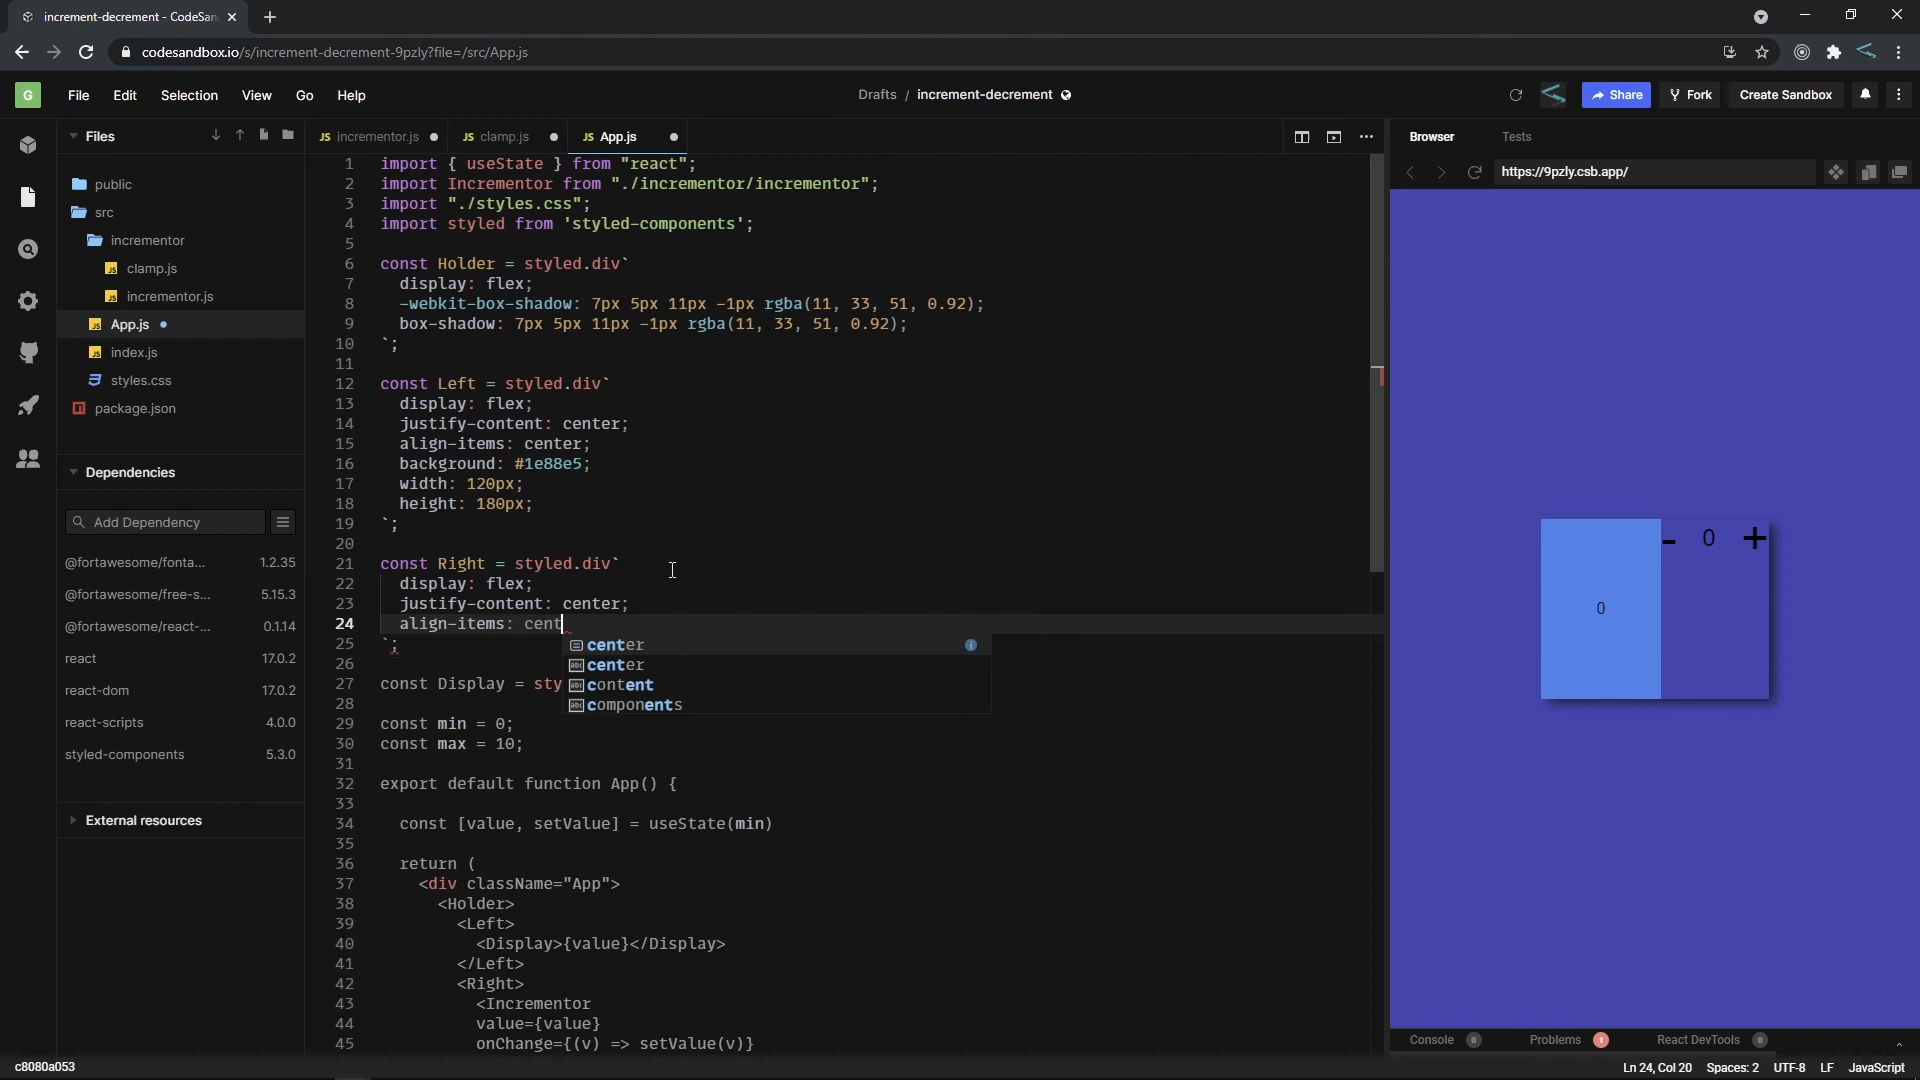 increment-decrement - CodeSan
codesandbox.io/s/increment-decrement-9pzly?file=/src/App.js
G
File Edit Selection View Go Help
Drafts / increment-decrement
Share
Fork
Create Sandbox
Files
public
src
incrementor
JS clamp.js
JS incrementor.js
JS App.js
JS index.js
styles.css
package.json
Dependencies
Add Dependency
@fortawesome/fonta... 1.2.35
@fortawesome/free-s... 5.15.3
@fortawesome/react-... 0.1.14
react 17.0.2
react-dom 17.0.2
react-scripts 4.0.0
styled-components 5.3.0
External resources
JS incrementor.js
JS clamp.js
JS App.js
1 import { useState } from "react";
2 import Incrementor from "./incrementor/incrementor";
3 import "./styles.css";
4 import styled from 'styled-components';
5
6 const Holder = styled.div`
7 display: flex;
8 -webkit-box-shadow: 7px 5px 11px -1px rgba(11, 33, 51, 0.92);
9 box-shadow: 7px 5px 11px -1px rgba(11, 33, 51, 0.92);
10 `;
11
12 const Left = styled.div`
13 display: flex;
14 justify-content: center;
15 align-items: center;
16 background: #1e88e5;
17 width: 120px;
18 height: 180px;
19 `;
20
21 const Right = styled.div`
22 display: flex;
23 justify-content: center;
24 align-items: cent
25 `;
26
27 const Display = sty
28
29 const min = 0;
30 const max = 10;
31
32 export default function App() {
33
34 const [value, setValue] = useState(min)
35
36 return (
37 <div className="App">
38 <Holder>
39 <Left>
40 <Display>{value}</Display>
41 </Left>
42 <Right>
43 <Incrementor
44 value={value}
45 onChange={(v) => setValue(v)}
center
abc center
abc content
abc components
Browser Tests
https://9pzly.csb.app/
- 0 +
0
Console 0
Problems 1
React DevTools 0
c8080a053
Ln 24, Col 20 Spaces: 2 UTF-8 LF JavaScript